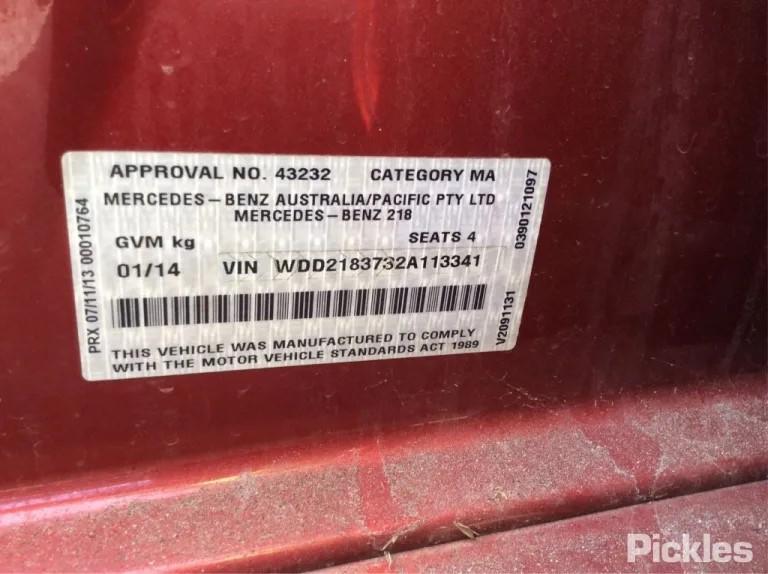 APPROVAL NO. 43232 CATEGORY MA
MERCEDES-BENZ AUSTRALIA/PACIFIC PTY LTD
MERCEDES-BENZ 218
GVM kg SEATS 4
01/14 VIN WDD2183732A113341
THIS VEHICLE WAS MANUFACTURED TO COMPLY
WITH THE MOTOR VEHICLE STANDARDS ACT 1989
PRX 07/11/13 00010764
V2091131 0390121097
Pickles